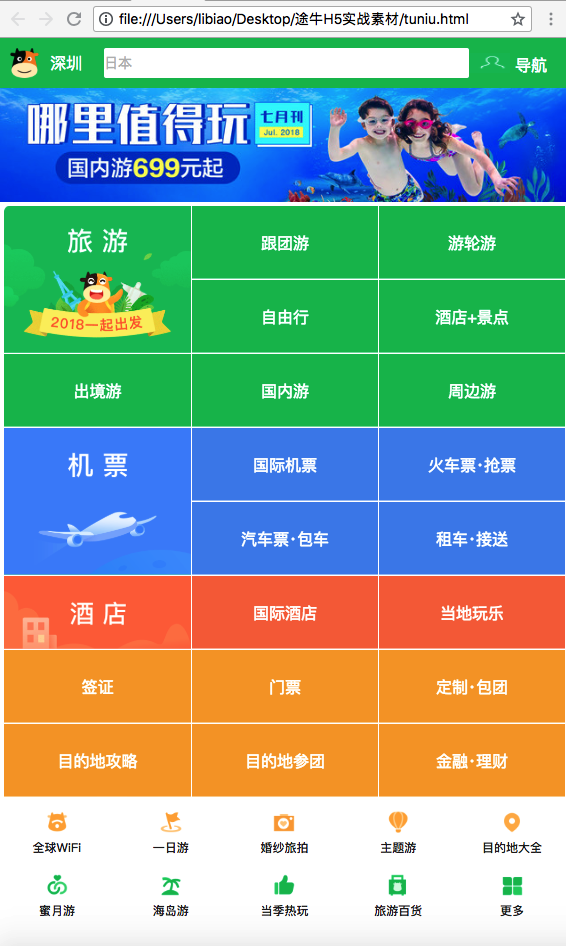 file:///Users/libiao/Desktop/途牛H5实战素材/tuniu.html
深圳 日本 导航
哪里值得玩 七月刊
Jul. 2018
国内游699元起
旅 游
2018一起出发
跟团游 游轮游
自由行 酒店+景点
出境游 国内游 周边游
机 票
国际机票 火车票·抢票
汽车票·包车 租车·接送
酒 店 国际酒店 当地玩乐
签证 门票 定制·包团
目的地攻略 目的地参团 金融·理财
全球WiFi 一日游 婚纱旅拍 主题游 目的地大全
蜜月游 海岛游 当季热玩 旅游百货 更多